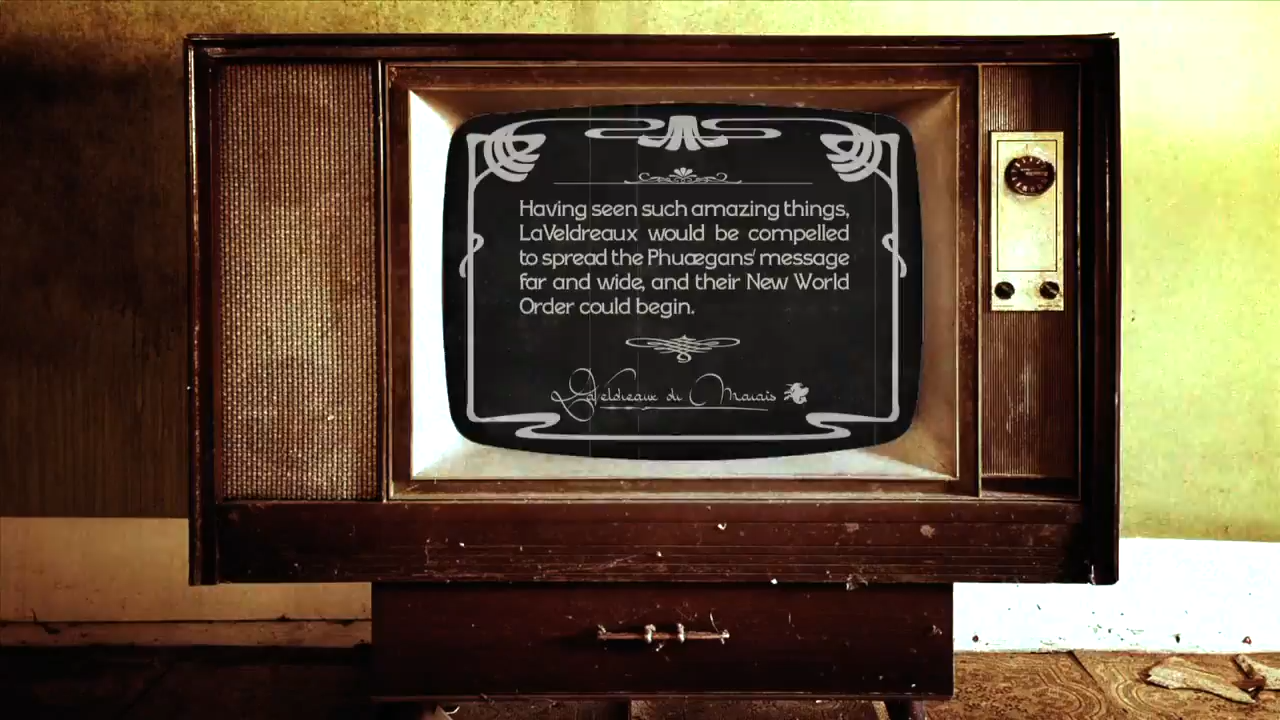 Having seen such amazing things,
LaVeldreaux would be compelled
to spread the Phuægans' message
far and wide, and their New World
Order could begin.
LaVeldreaux du Marais